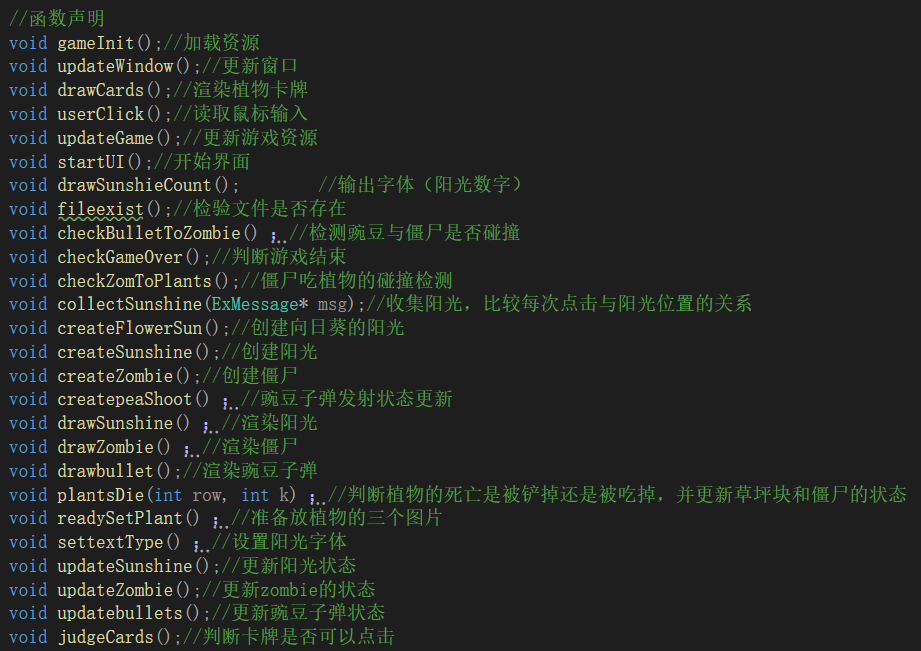 //函数声明
void gameInit();//加载资源
void updateWindow();//更新窗口
void drawCards();//渲染植物卡牌
void userClick();//读取鼠标输入
void updateGame();//更新游戏资源
void startUI();//开始界面
void drawSunshieCount();        //输出字体（阳光数字）
void fileexist();//检验文件是否存在
void checkBulletToZombie() ; //检测豌豆与僵尸是否碰撞
void checkGameOver();//判断游戏结束
void checkZomToPlants();//僵尸吃植物的碰撞检测
void collectSunshine(ExMessage* msg);//收集阳光，比较每次点击与阳光位置的关系
void createFlowerSun();//创建向日葵的阳光
void createSunshine();//创建阳光
void createZombie();//创建僵尸
void createpeaShoot() ; //豌豆子弹发射状态更新
void drawSunshine() ; //渲染阳光
void drawZombie() ; //渲染僵尸
void drawbullet();//渲染豌豆子弹
void plantsDie(int row, int k) ; //判断植物的死亡是被铲掉还是被吃掉，并更新草坪块和僵尸的状态
void readySetPlant() ; //准备放植物的三个图片
void settextType() ; //设置阳光字体
void updateSunshine();//更新阳光状态
void updateZombie();//更新zombie的状态
void updatebullets();//更新豌豆子弹状态
void judgeCards();//判断卡牌是否可以点击